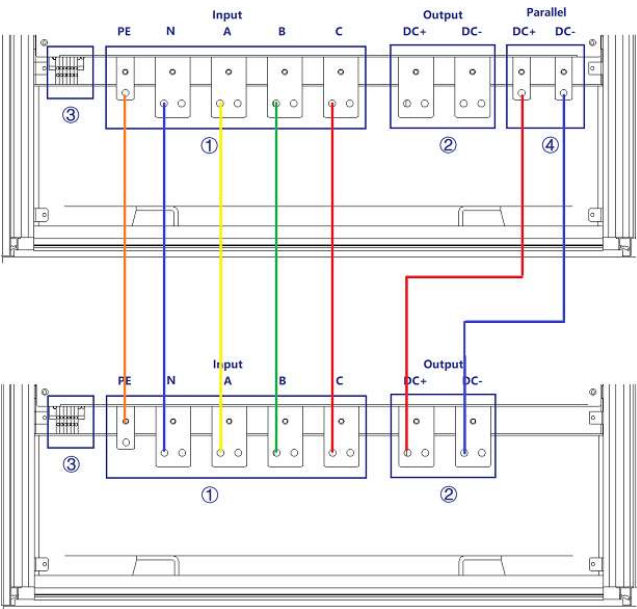 Input Output Parallel
PE N A B C DC+ DC- DC+ DC-
③ ① ② ④
Input Output
PE N A B C DC+ DC-
③ ① ②